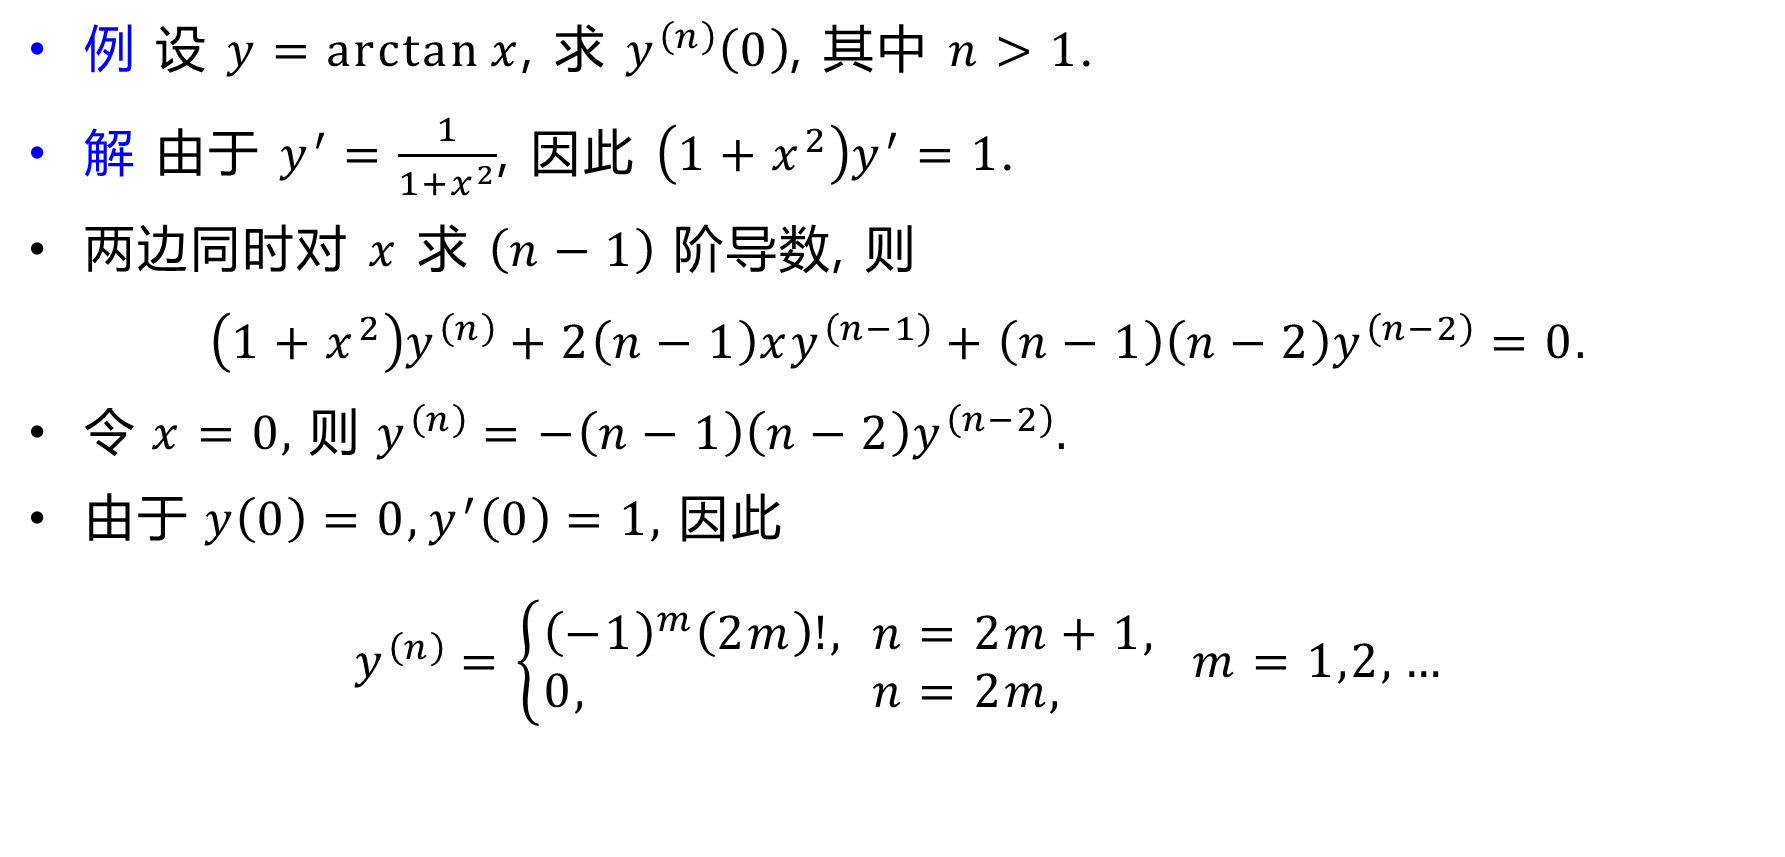 • 例 设 y = arctan x, 求 y⁽ⁿ⁾(0), 其中 n > 1.
• 解 由于 y′ = 1/(1+x²), 因此 (1 + x²)y′ = 1.
• 两边同时对 x 求 (n − 1) 阶导数, 则
(1 + x²)y⁽ⁿ⁾ + 2(n − 1)xy⁽ⁿ⁻¹⁾ + (n − 1)(n − 2)y⁽ⁿ⁻²⁾ = 0.
• 令 x = 0, 则 y⁽ⁿ⁾ = −(n − 1)(n − 2)y⁽ⁿ⁻²⁾.
• 由于 y(0) = 0, y′(0) = 1, 因此
y⁽ⁿ⁾ = { (−1)ᵐ(2m)!, n = 2m + 1,
0, n = 2m, m = 1,2, …